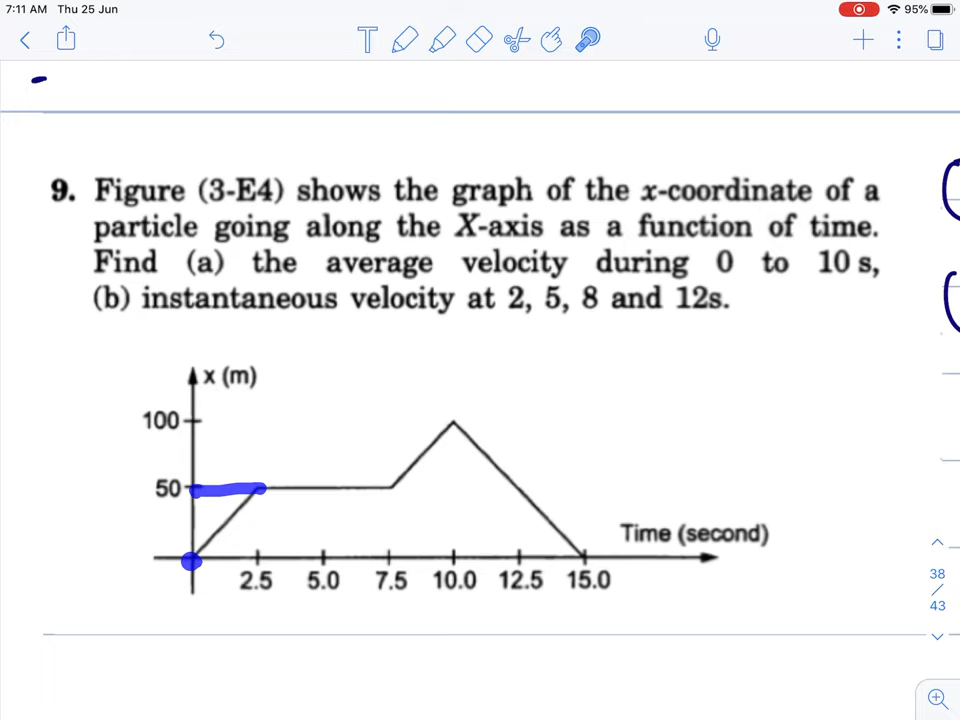 7:11 AM Thu 25 Jun
95%
T
9. Figure (3-E4) shows the graph of the x-coordinate of a
particle going along the X-axis as a function of time.
Find (a) the average velocity during 0 to 10 s,
(b) instantaneous velocity at 2, 5, 8 and 12s.
x (m)
100
50
Time (second)
2.5 5.0 7.5 10.0 12.5 15.0
38
/
43